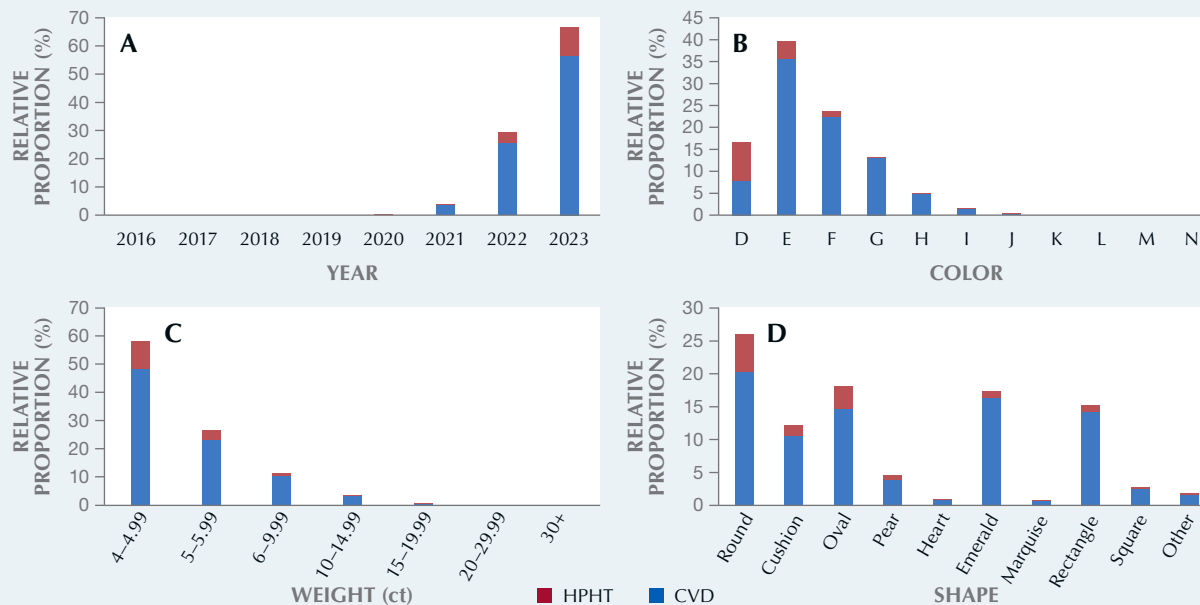 A
RELATIVE
PROPORTION (%)
70
60
50
40
30
20
10
0
2016 2017 2018 2019 2020 2021 2022 2023
YEAR
B
RELATIVE
PROPORTION (%)
45
40
35
30
25
20
15
10
5
0
D E F G H I J K L M N
COLOR
C
RELATIVE
PROPORTION (%)
70
60
50
40
30
20
10
0
4–4.99 5–5.99 6–9.99 10–14.99 15–19.99 20–29.99 30+
WEIGHT (ct)
D
RELATIVE
PROPORTION (%)
30
25
20
15
10
5
0
Round Cushion Oval Pear Heart Emerald Marquise Rectangle Square Other
SHAPE
HPHT CVD